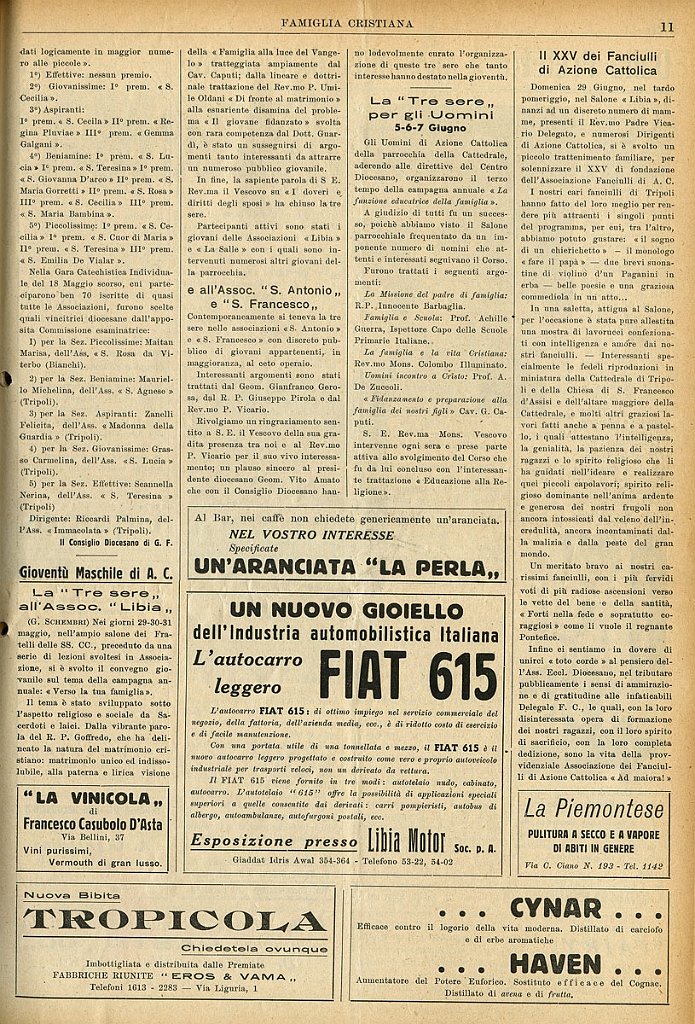 FAMIGLIA CRISTIANA
11
dati logicamente in maggior nume-
ro alle piccole ».
1º) Effettive: nessun premio.
2º) Giovanissime: Iº prem. « S.
Cecilia ».
3º) Aspiranti:
Iº prem. « S. Cecila » IIº prem. « Re-
gina Pluviae » IIIº prem. « Gemma
Galgani ».
4º) Beniamine: Iº prem. « S. Lu-
cia » Iº prem. « S. Teresina » Iº prem.
« S. Giovanna D'arco » IIº prem. « S.
Maria Gorretti » IIº prem. « S. Rosa »
IIIº prem. « S. Cecilia » IIIº prem.
« S. Maria Bambina ».
5º) Piccolissime: Iº prem. « S. Ce-
cilia » Iº prem. « S. Cuor di Maria »
IIº prem. « S. Teresina » IIIº prem.
« S. Emilia De Vialar ».
Nella Gara Catechistica Individua-
le del 18 Maggio scorso, cui parte-
ciparono ben 70 iscritte di quasi
tutte le Associazioni, furono scelte
quali vincitrici diocesane dall'appo-
sita Commissione esaminatrice:
1) per la Sez. Piccolissime: Maitan
Marisa, dell'Ass. « S. Rosa da Vi-
terbo (Bianchi).
2) per la Sez. Beniamine: Mauriel-
lo Michelina, dell'Ass. « S. Agnese »
(Tripoli).
3) per la Sez. Aspiranti: Zanelli
Felicita, dell'Ass. « Madonna della
Guardia » (Tripoli).
4) per la Sez. Giovanissime: Gras-
so Carmelina, dell'Ass. « S. Lucia »
(Tripoli).
5) per la Sez. Effettive: Scannella
Nerina, dell'Ass. « S. Teresina »
(Tripoli)
Dirigente: Riccardi Palmina, del-
l'Ass. « Immacolata » (Tripoli).
Il Consiglio Diocesano di G. F.
Gioventù Maschile di A. C.
La "Tre sere„
all'Assoc. "Libia„
(G. SCHEMBRI) Nei giorni 29-30-31
maggio, nell'ampio salone dei Fra-
telli delle SS. CC., preceduto da una
serie di lezioni svoltesi in Associa-
zione, si è svolto il convegno giova-
nile sul tema della campagna an-
nuale: « Verso la tua famiglia ».
Il tema è stato sviluppato sotto
l'aspetto religioso e sociale da Sa-
cerdoti e laici. Dalla vibrante paro-
la del R. P. Goffredo, che ha deli-
neato la natura del matrimonio cri-
stiano: matrimonio unico ed indisso-
lubile, alla paterna e lirica visione
"LA VINICOLA„
di
Francesco Casubolo D'Asta
Via Bellini, 37
Vini purissimi,
Vermouth di gran lusso.
della « Famiglia alla luce del Vange-
lo » tratteggiata ampiamente dal
Cav. Caputi; dalla lineare e dottri-
nale trattazione del Rev.mo P. Umi-
le Oldani « Di fronte al matrimonio »
alla esuariente disamina del problema
« Il giovane fidanzato » svolta
con rara competenza dal Dott. Guar-
di, è stato un susseguirsi di argo-
menti tanto interessanti da attrarre
un numeroso pubblico giovanile.
In fine, la sapiente parola di S E.
Rev.ma il Vescovo su « I doveri e
diritti degli sposi » ha chiuso la tre
sere.
Partecipanti attivi sono stati i
giovani delle Associazioni « Libia »
e « La Salle » con i quali sono in-
tervenuti numerosi altri giovani del-
la parrocchia.
e all'Assoc. "S. Antonio„
e "S. Francesco„
Contemporaneamente si teneva la tre
sere nelle associazioni « S. Antonio »
e « S. Francesco » con discreto pub-
blico di giovani appartenenti, in
maggioranza, al ceto operaio.
Interessanti argomenti sono stati
trattati dal Geom. Gianfranco Gero-
sa, dal R. P. Giuseppe Pirola e dal
Rev.mo P. Vicario.
Rivolgiamo un ringraziamento sen-
tito a S E. il Vescovo della sua gra-
dita presenza tra noi e al Rev.mo
P. Vicario per il suo vivo interessa-
mento; un plauso sincero al presi-
dente diocesano Geom. Vito Amato
che con il Consiglio Diocesano han-
no lodevolmente curato l'organizza-
zione di queste tre sere che tanto
interesse hanno destato nella gioventù.
La "Tre sere„
per gli Uomini
5-6-7 Giugno
Gli Uomini di Azione Cattolica
della parrocchia della Cattedrale,
aderendo alle direttive del Centro
Diocesano, organizzarono il terzo
tempo della campagna annuale « La
funzione educatrice della famiglia ».
A giudizio di tutti fu un succes-
so, poichè abbiamo visto il Salone
parrocchiale frequentato da un im-
ponente numero di uomini che at-
tenti e interessati seguivano il Corso.
Furono trattati i seguenti argo-
menti:
La Missione del padre di famiglia:
R.P. Innocente Barbaglia.
Famiglia e Scuola: Prof. Achille
Guerra, Ispettore Capo delle Scuole
Primarie Italiane.
La famiglia e la vita Cristiana:
Rev.mo Mons. Colombo Illuminato.
Uomini incontro a Cristo: Prof. A.
De Zuccoli.
« Fidanzamento e preparazione alla
famiglia dei nostri figli » Cav. G. Ca-
puti.
S. E. Rev.ma Mons. Vescovo
intervenne ogni sera e prese parte
attiva allo svolgimento del Corso che
fu da lui concluso con l'interessan-
te trattazione « Educazione alla Re-
ligione ».
Al Bar, nei caffè non chiedete genericamente un'aranciata.
NEL VOSTRO INTERESSE
Specificate
UN'ARANCIATA "LA PERLA„
UN NUOVO GIOIELLO
dell'Industria automobilistica Italiana
L'autocarro
leggero
FIAT 615
L'autocarro FIAT 615: di ottimo impiego nel servizio commerciale del
negozio, della fattoria, dell'azienda media, ecc., è di ridotto costo di esercizio
e di facile manutenzione.
Con una portata utile di una tonnellata e mezzo, il FIAT 615 è il
nuovo autocarro leggero progettato e costruito come vero e proprio autoveicolo
industriale per trasporti veloci, non un derivato da vettura.
Il FIAT 615 viene fornito in tre modi: autotelaio nudo, cabinato,
autocarro. L'autotelaio "615" offre la possibilità di applicazioni speciali
superiori a quelle consentite dai derivati: carri pompieristi, autobus di
albergo, autoambulanze, autofurgoni postali, ecc.
Esposizione presso Libia Motor Soc. p. A.
Giaddat Idris Awal 354-364 - Telefono 53-22, 54-02
Il XXV dei Fanciulli
di Azione Cattolica
Domenica 29 Giugno, nel tardo
pomeriggio, nel Salone « Libia », di-
nanzi ad un discreto numero di mam-
me, presenti il Rev.mo Padre Vica-
rio Delegato, e numerosi Dirigenti
di Azione Cattolica, si è svolto un
piccolo trattenimento familiare, per
solennizzare il XXV di fondazione
dell'Associazione Fanciulli di A. C.
I nostri cari fanciulli di Tripoli
hanno fatto del loro meglio per ren-
dere più attraenti i singoli punti
del programma, per cui, tra l'altro,
abbiamo potuto gustare: « il sogno
di un chierichetto » — il monologo
« fare il papà » — due brevi suona-
tine di violino d'un Paganini in
erba — belle poesie e una graziosa
commediola in un atto...
In una saletta, attigua al Salone,
per l'occasione è stata pure allestita
una mostra di lavorucci confeziona-
ti con intelligenza e amore dai no-
stri fanciulli. — Interessanti spe-
cialmente le fedeli riproduzioni in
miniatura della Cattedrale di Tripo-
li e della Chiesa di S. Francesco
d'Assisi e dell'altare maggiore della
Cattedrale, e molti altri graziosi la-
vori fatti anche a penna e a pastel-
lo, i quali attestano l'intelligenza,
la genialità, la pazienza dei nostri
ragazzi e lo spirito religioso che li
ha guidati nell'ideare e realizzare
quei piccoli capolavori; spirito reli-
gioso dominante nell'anima ardente
e generosa dei nostri frugoli non
ancora intossicati dal veleno dell'in-
credulità, ancora incontaminati dal-
la malizia e dalla peste del gran
mondo.
Un meritato bravo ai nostri ca-
rissimi fanciulli, con i più fervidi
voti di più radiose ascensioni verso
le vette del bene e della santità,
« Forti nella fede e sopratutto co-
raggiosi » come li vuole il regnante
Pontefice.
Infine ci sentiamo in dovere di
unirci « toto corde » al pensiero del-
l'Ass. Eccl. Diocesano, nel tributare
pubblicamente i sensi di ammirazio-
ne e di gratitudine alle infaticabili
Delegate F. C., le quali, con la loro
disinteressata opera di formazione
dei nostri ragazzi, con il loro spirito
di sacrificio, con la loro completa
dedizione, sono la vita della prov-
videnziale Associazione dei Fanciul-
li di Azione Cattolica « Ad maiora! »
La Piemontese
PULITURA A SECCO E A VAPORE
DI ABITI IN GENERE
Via C. Ciano N. 193 - Tel. 1142
Nuova Bibita
TROPICOLA
Chiedetela ovunque
Imbottigliata e distribuita dalle Premiate
FABBRICHE RIUNITE "EROS & VAMA„
Telefoni 1613 - 2283 — Via Liguria, 1
. . . CYNAR . . .
Efficace contro il logorio della vita moderna. Distillato di carciofo
e di erbe aromatiche
. . . HAVEN . . .
Aumentatore del Potere Euforico. Sostituto efficace del Cognac.
Distillato di avena e di frutta.